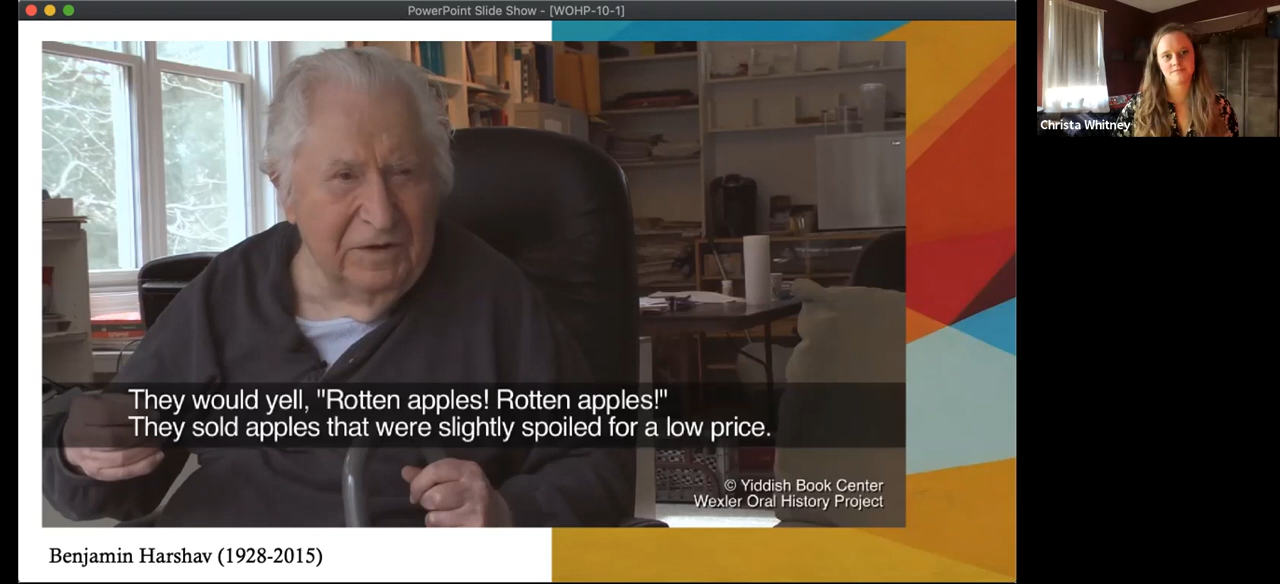 PowerPoint Slide Show - [WOHP-10-1]
Christa Whitney
They would yell, "Rotten apples! Rotten apples!"
They sold apples that were slightly spoiled for a low price.
© Yiddish Book Center
Wexler Oral History Project
Benjamin Harshav (1928-2015)